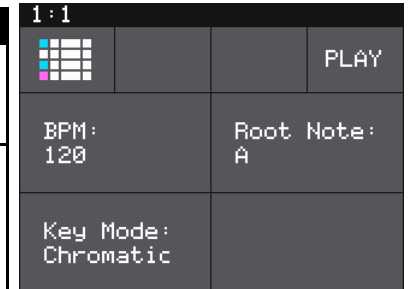 1:1
PLAY
BPM:
120
Root Note:
A
Key Mode:
Chromatic